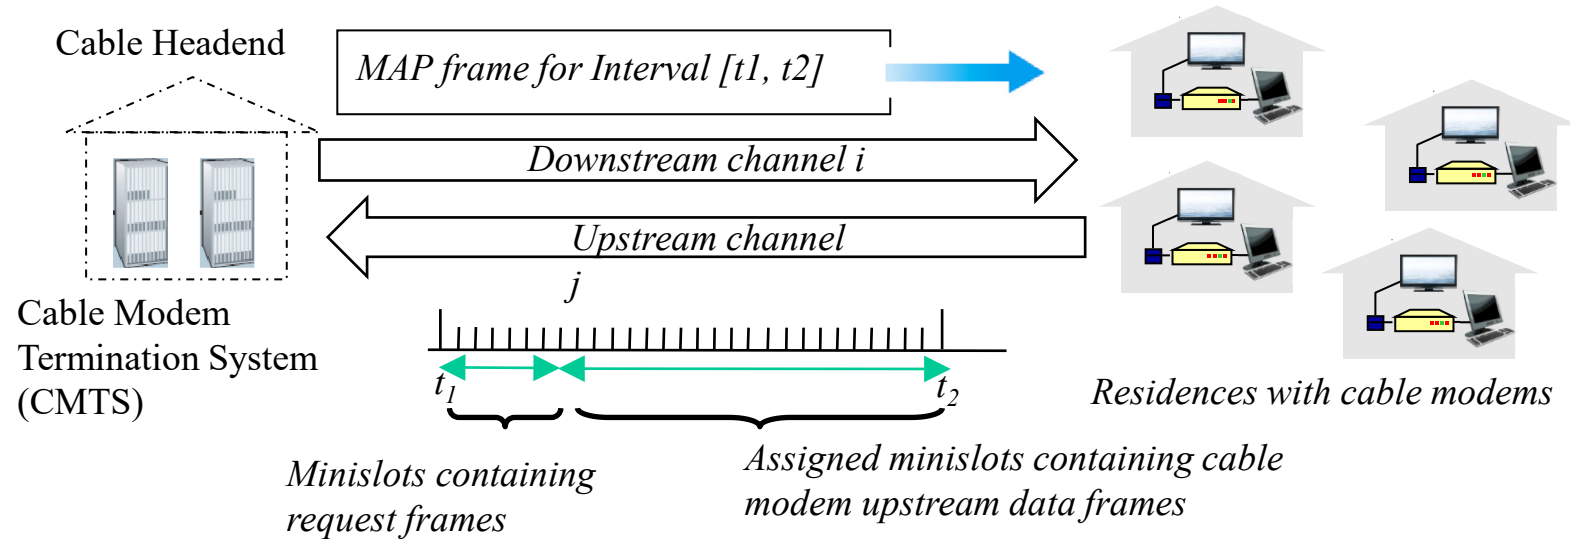 Cable Headend
MAP frame for Interval [t1, t2]
Downstream channel i
Upstream channel
j
t1
t2
Cable Modem
Termination System
(CMTS)
Residences with cable modems
Minislots containing
request frames
Assigned minislots containing cable
modem upstream data frames